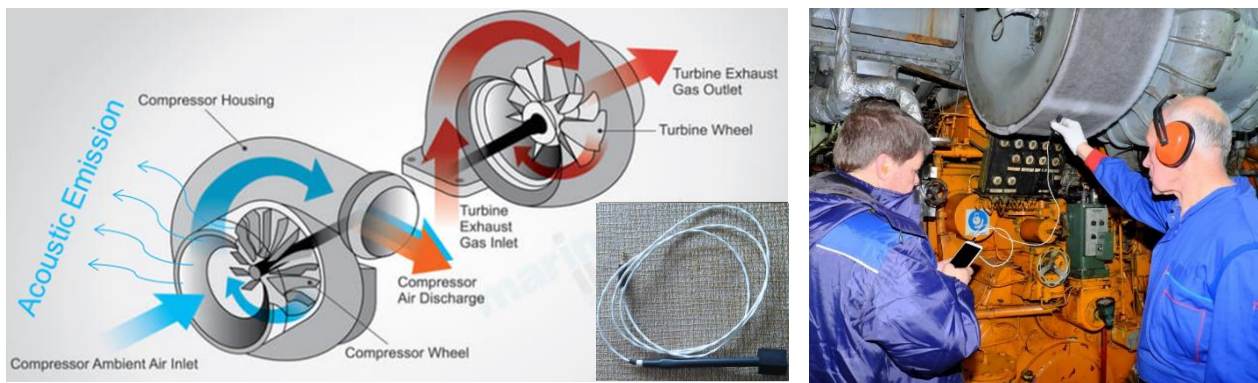 Acoustic Emission
Compressor Housing
Turbine Exhaust
Gas Outlet
Turbine Wheel
Turbine
Exhaust
Gas Inlet
Compressor
Air Discharge
Compressor Wheel
Compressor Ambient Air Inlet